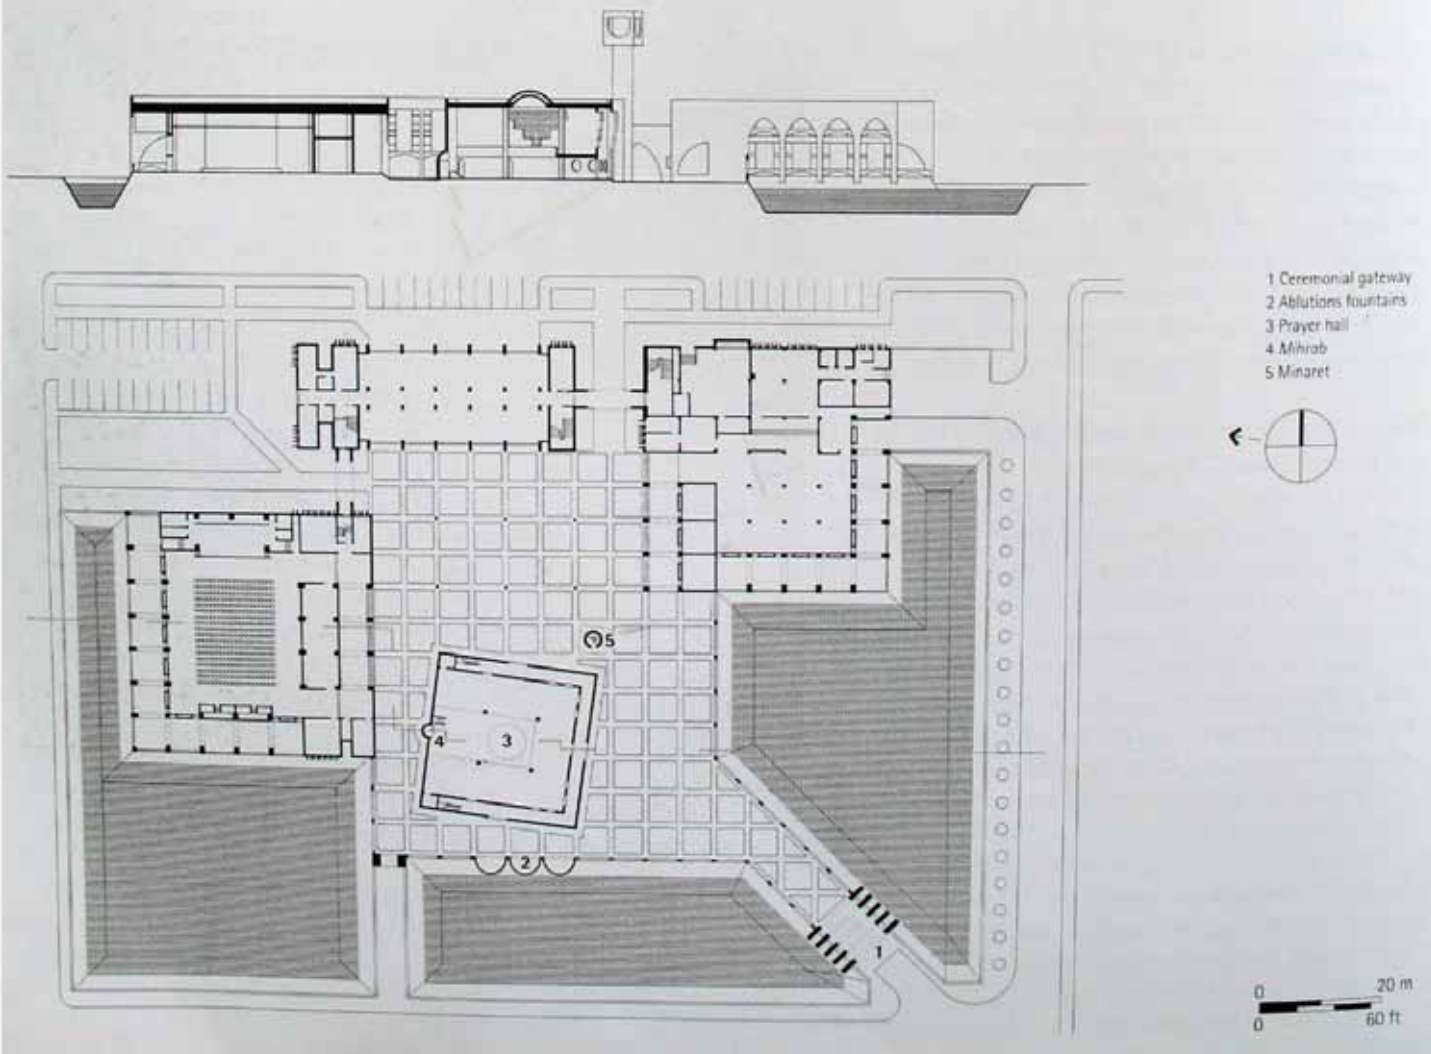 1 Ceremonial gateway
2 Ablutions fountains
3 Prayer hall
4 Mihrab
5 Minaret
5
4
3
2
1
0 20 m
0 60 ft